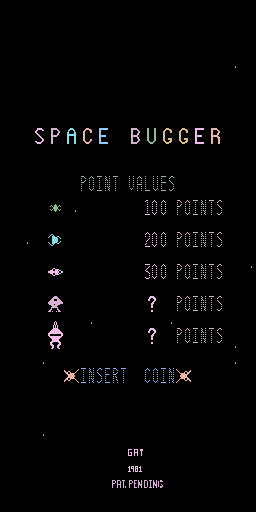 SPACE BUGGER
POINT VALUES
100 POINTS
200 POINTS
300 POINTS
? POINTS
? POINTS
INSERT COIN
GAT
1981
PAT. PENDING